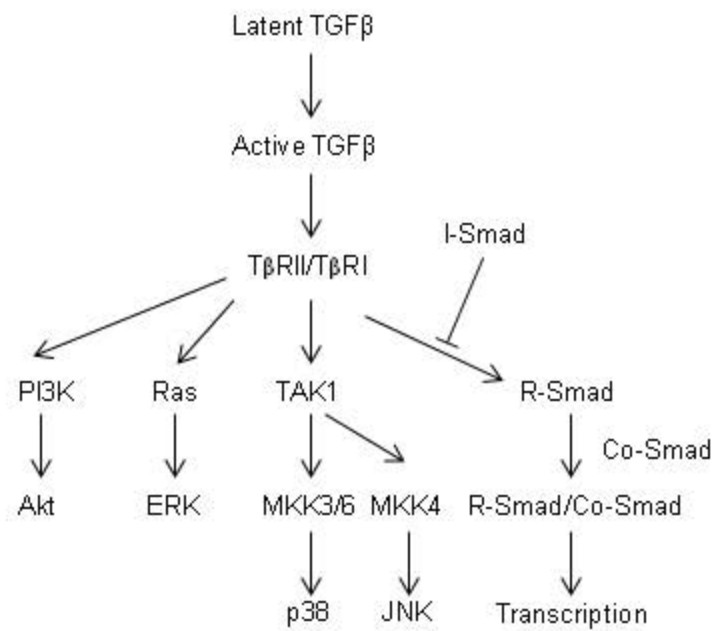 Latent TGFβ
Active TGFβ
I-Smad
TβRII/TβRI
PI3K Ras TAK1 R-Smad
Co-Smad
Akt ERK MKK3/6 MKK4 R-Smad/Co-Smad
p38 JNK Transcription